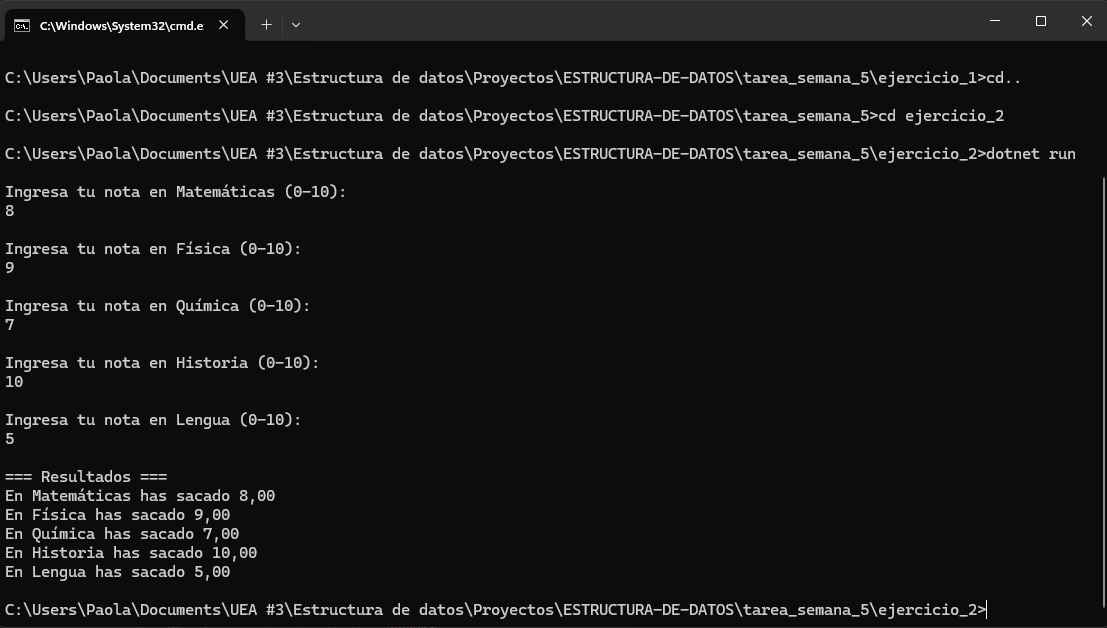 C:\Windows\System32\cmd.e
C:\Users\Paola\Documents\UEA #3\Estructura de datos\Proyectos\ESTRUCTURA-DE-DATOS\tarea_semana_5\ejercicio_1>cd..
C:\Users\Paola\Documents\UEA #3\Estructura de datos\Proyectos\ESTRUCTURA-DE-DATOS\tarea_semana_5>cd ejercicio_2
C:\Users\Paola\Documents\UEA #3\Estructura de datos\Proyectos\ESTRUCTURA-DE-DATOS\tarea_semana_5\ejercicio_2>dotnet run
Ingresa tu nota en Matemáticas (0-10):
8
Ingresa tu nota en Física (0-10):
9
Ingresa tu nota en Química (0-10):
7
Ingresa tu nota en Historia (0-10):
10
Ingresa tu nota en Lengua (0-10):
5
=== Resultados ===
En Matemáticas has sacado 8,00
En Física has sacado 9,00
En Química has sacado 7,00
En Historia has sacado 10,00
En Lengua has sacado 5,00
C:\Users\Paola\Documents\UEA #3\Estructura de datos\Proyectos\ESTRUCTURA-DE-DATOS\tarea_semana_5\ejercicio_2>